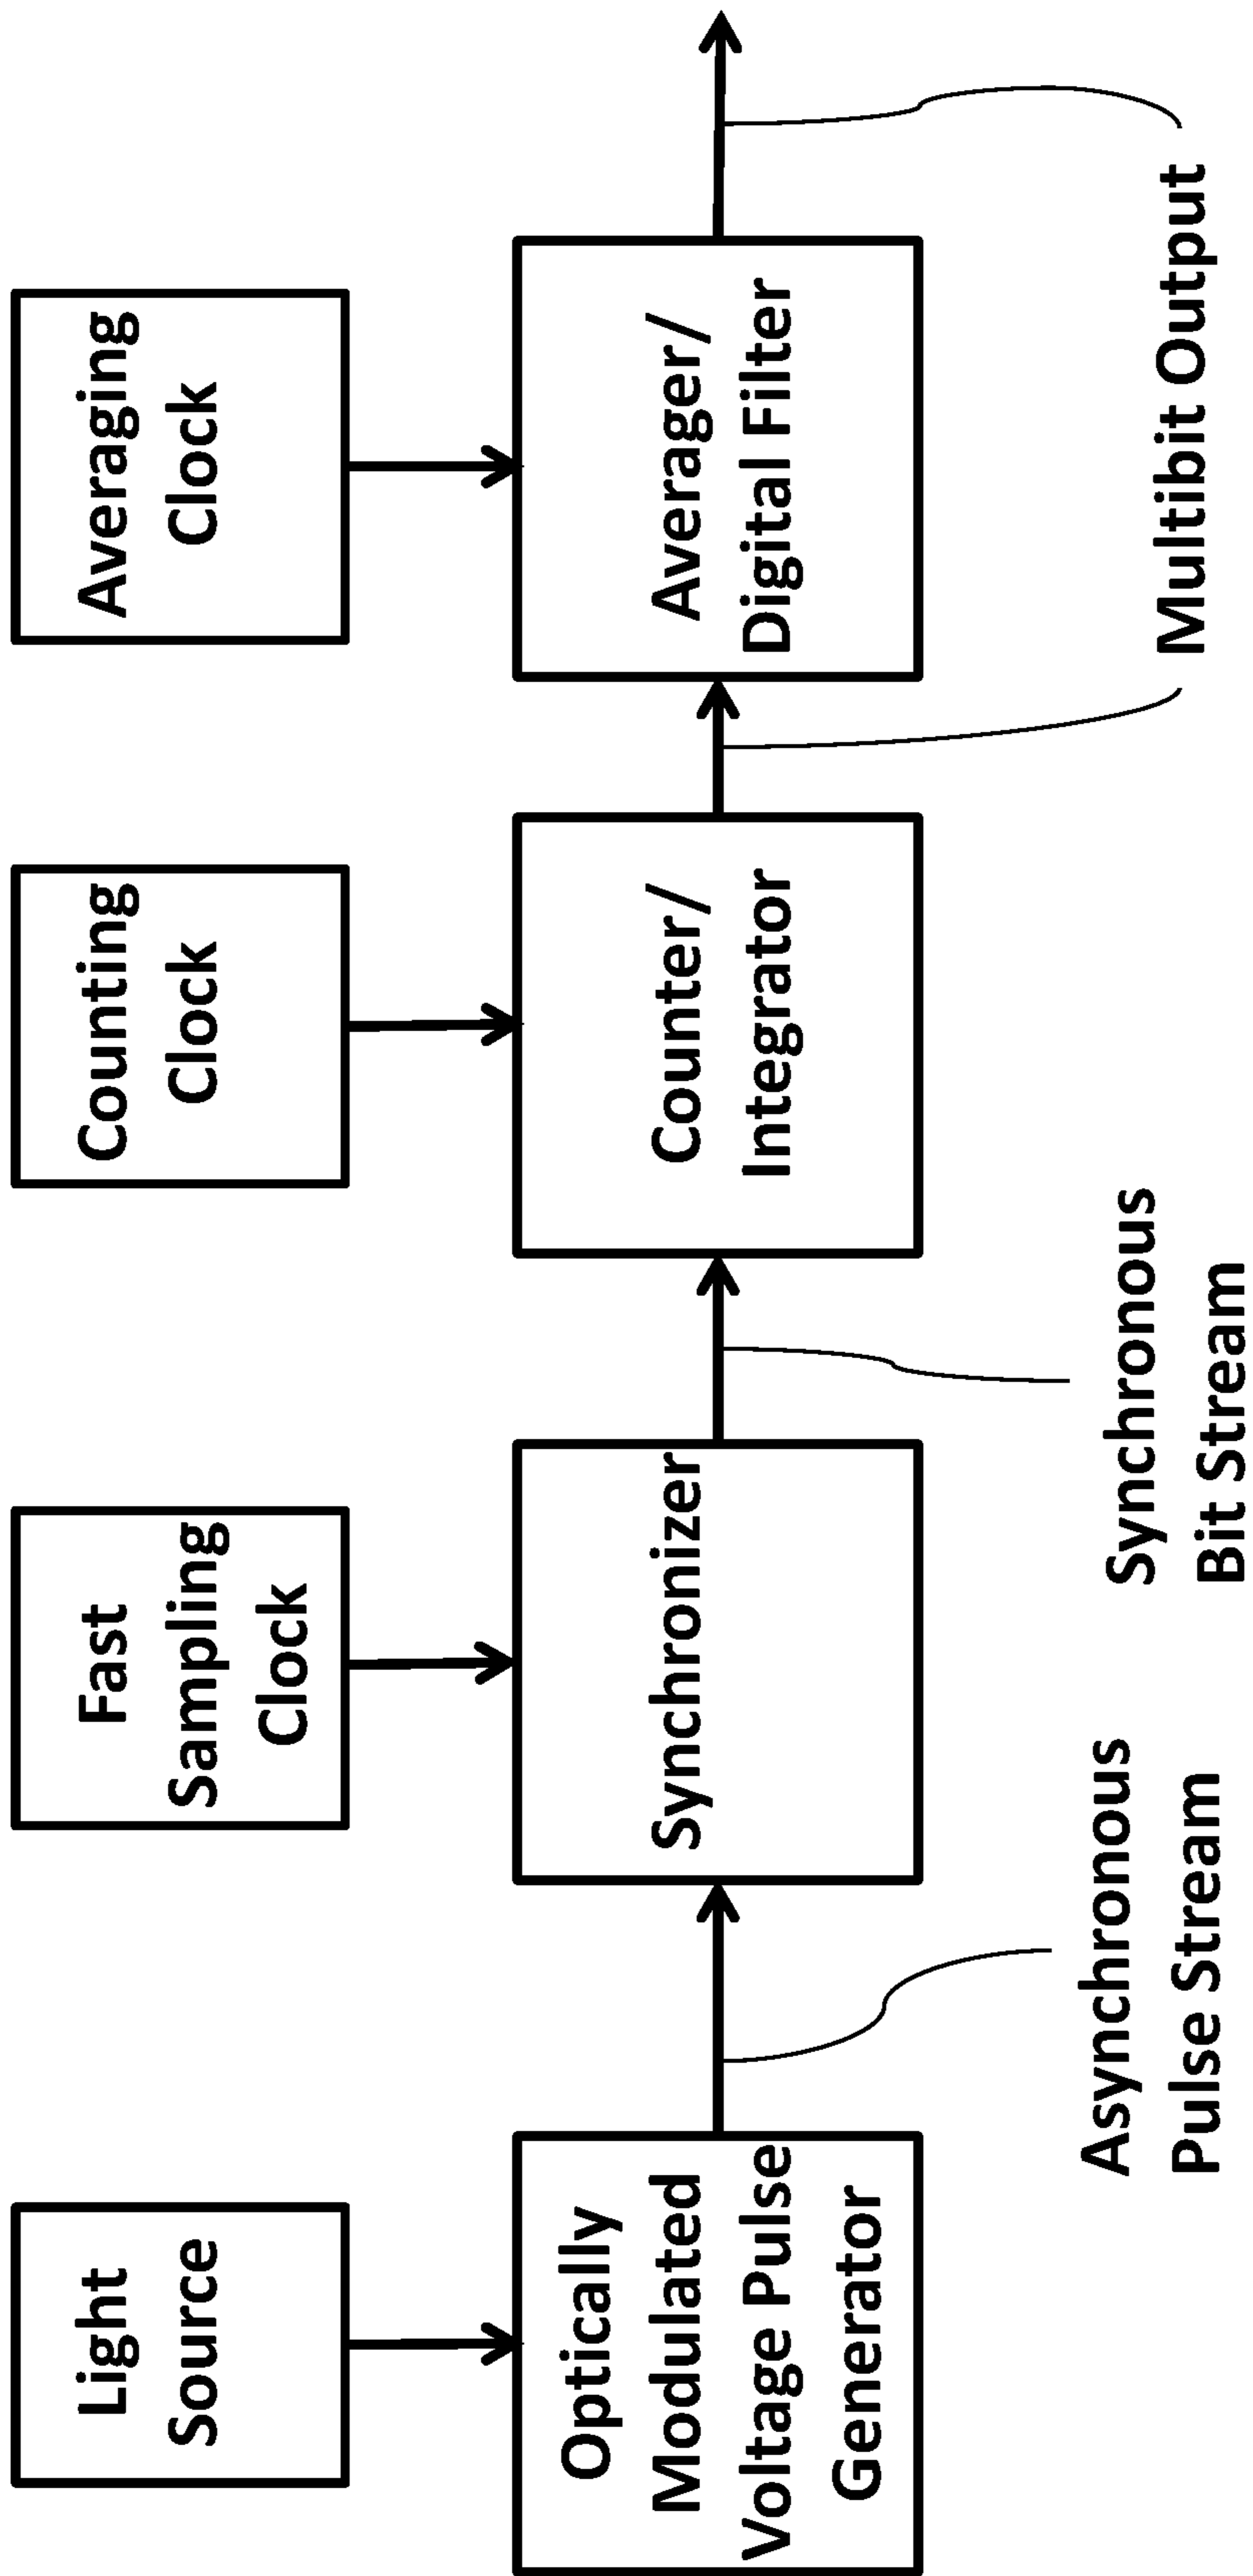 Light
Source
Fast
Sampling
Clock
Counting
Clock
Averaging
Clock
Optically
Modulated
Voltage Pulse
Generator
Synchronizer
Counter/
Integrator
Averager/
Digital Filter
Asynchronous
Pulse Stream
Synchronous
Bit Stream
Multibit Output